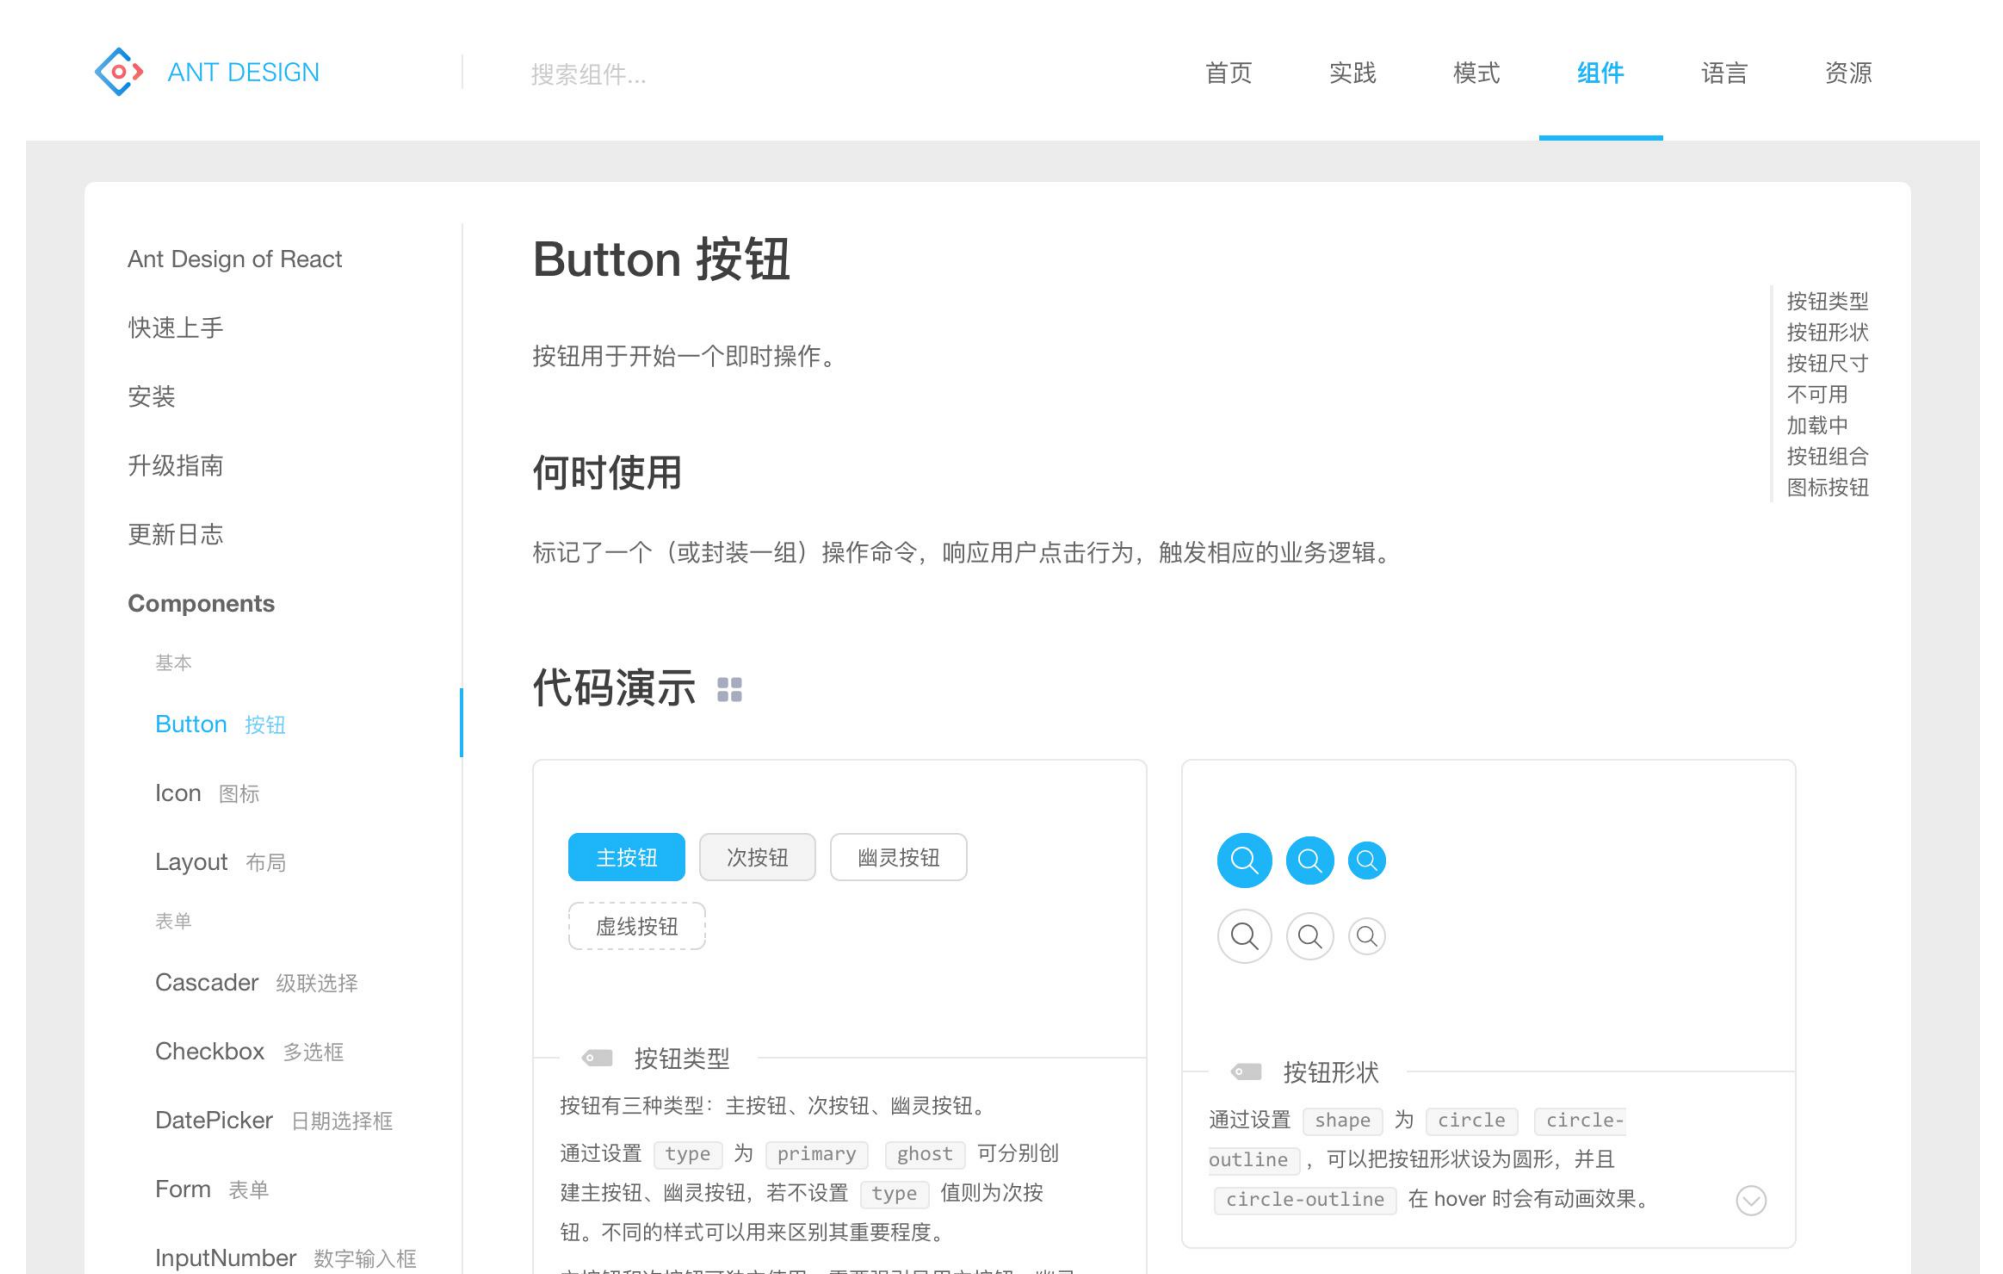 ANT DESIGN
搜索组件...
首页
实践
模式
组件
语言
资源
Ant Design of React
快速上手
安装
升级指南
更新日志
Components
基本
Button 按钮
Icon 图标
Layout 布局
表单
Cascader 级联选择
Checkbox 多选框
DatePicker 日期选择框
Form 表单
InputNumber 数字输入框
Button 按钮
按钮用于开始一个即时操作。
何时使用
标记了一个（或封装一组）操作命令，响应用户点击行为，触发相应的业务逻辑。
代码演示
按钮类型
按钮形状
按钮尺寸
不可用
加载中
按钮组合
图标按钮
主按钮
次按钮
幽灵按钮
虚线按钮
按钮类型
按钮有三种类型：主按钮、次按钮、幽灵按钮。
通过设置 type 为 primary ghost 可分别创
建主按钮、幽灵按钮，若不设置 type 值则为次按
钮。不同的样式可以用来区别其重要程度。
按钮形状
通过设置 shape 为 circle circle-
outline ，可以把按钮形状设为圆形，并且
circle-outline 在 hover 时会有动画效果。